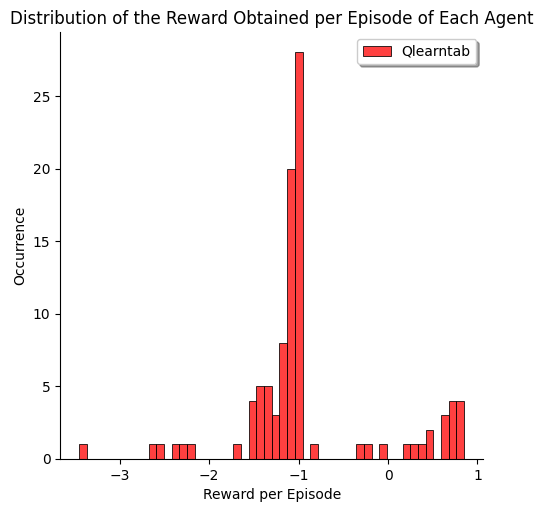 Distribution of the Reward Obtained per Episode of Each Agent
Qlearntab
25
20
15
10
5
0
Occurrence
−3
−2
−1
0
1
Reward per Episode